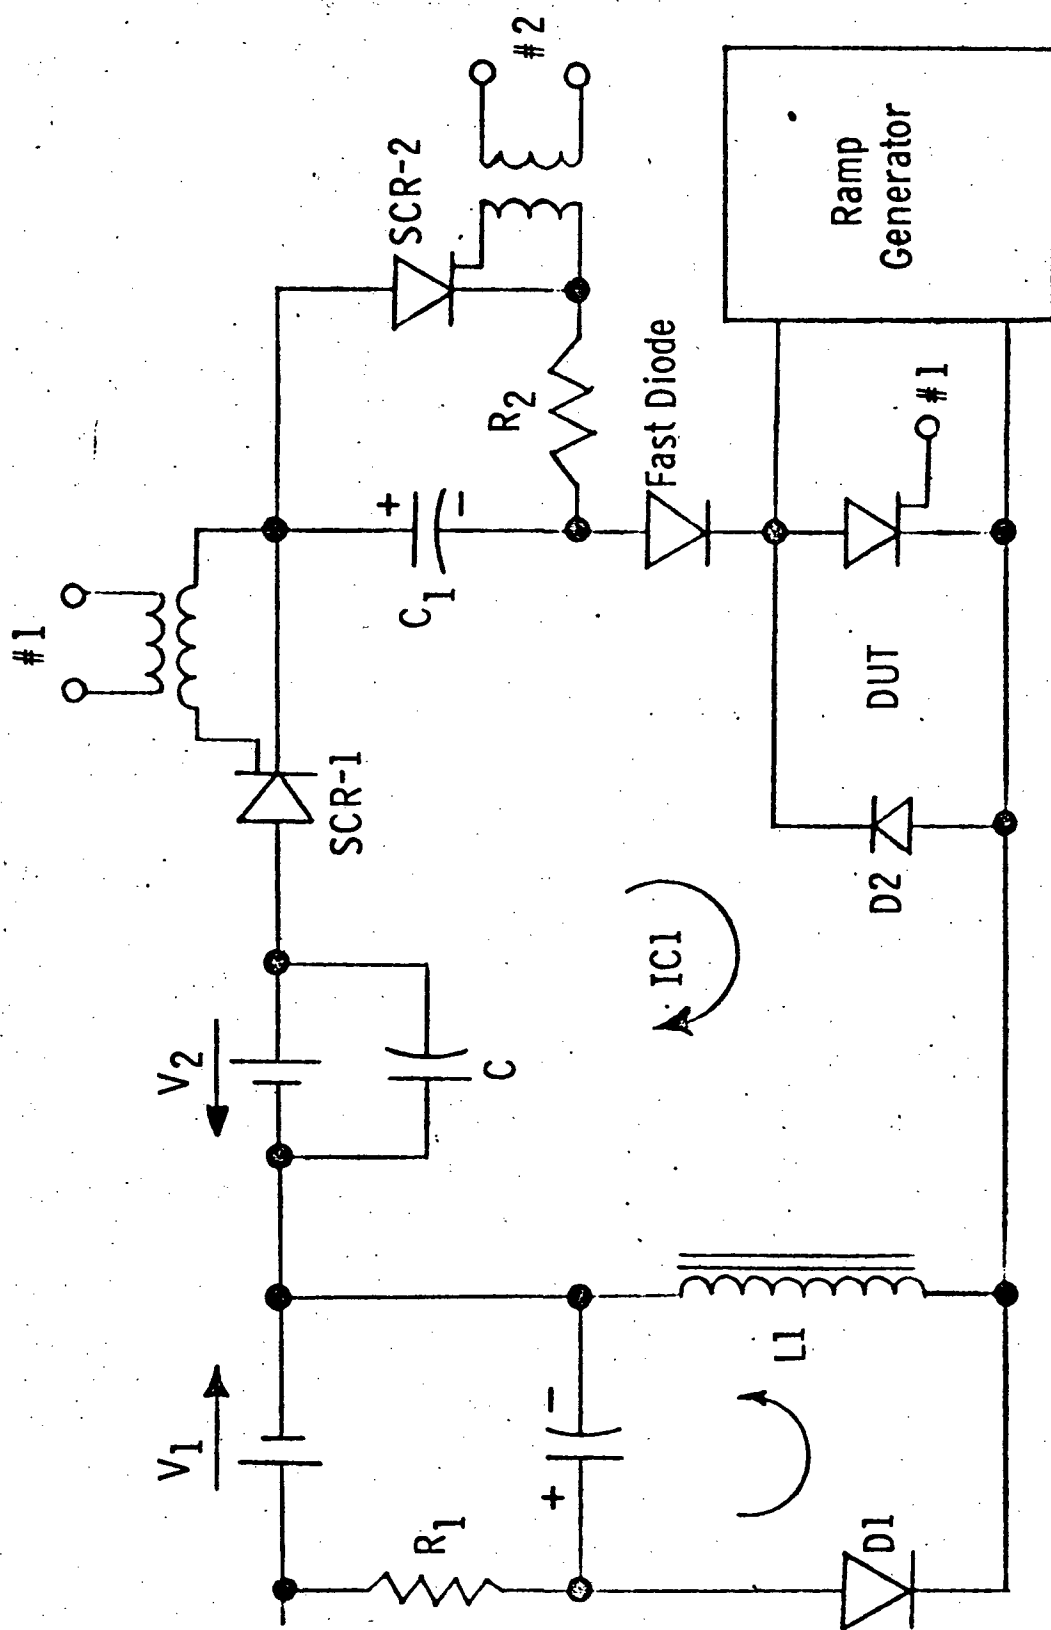 V1
V2
#1
R1
SCR-1
SCR-2
#2
+
-
C
C1
+
-
R2
D1
L1
IC1
D2
DUT
Fast Diode
#1
Ramp
Generator